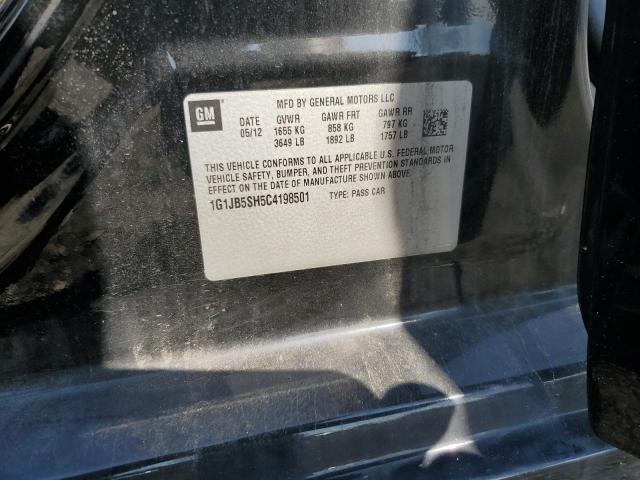 GM
MFD BY GENERAL MOTORS LLC
DATE GVWR GAWR FRT GAWR RR
05/12 1655 KG 858 KG 797 KG
3649 LB 1892 LB 1757 LB
THIS VEHICLE CONFORMS TO ALL APPLICABLE U.S. FEDERAL MOTOR
VEHICLE SAFETY, BUMPER, AND THEFT PREVENTION STANDARDS IN
EFFECT ON THE DATE OF MANUFACTURE SHOWN ABOVE.
1G1JB5SH5C4198501 TYPE: PASS CAR